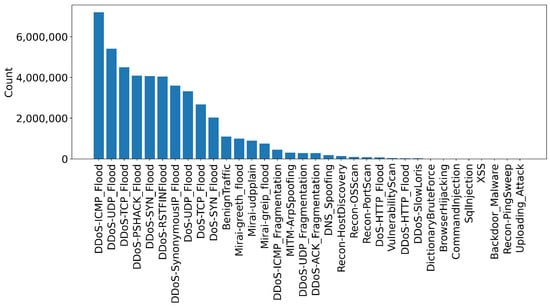 Count
6,000,000
4,000,000
2,000,000
0
DDoS-ICMP_Flood
DDoS-UDP_Flood
DDoS-TCP_Flood
DDoS-PSHACK_Flood
DDoS-SYN_Flood
DDoS-RSTFINFlood
DDoS-SynonymousIP_Flood
DoS-UDP_Flood
DoS-TCP_Flood
DoS-SYN_Flood
BenignTraffic
Mirai-greeth_flood
Mirai-udpplain
Mirai-greip_flood
DDoS-ICMP_Fragmentation
MITM-ArpSpoofing
DDoS-UDP_Fragmentation
DDoS-ACK_Fragmentation
DNS_Spoofing
Recon-HostDiscovery
Recon-OSScan
Recon-PortScan
DoS-HTTP_Flood
VulnerabilityScan
DDoS-HTTP_Flood
DDoS-SlowLoris
DictionaryBruteForce
BrowserHijacking
CommandInjection
SqlInjection
XSS
Backdoor_Malware
Recon-PingSweep
Uploading_Attack